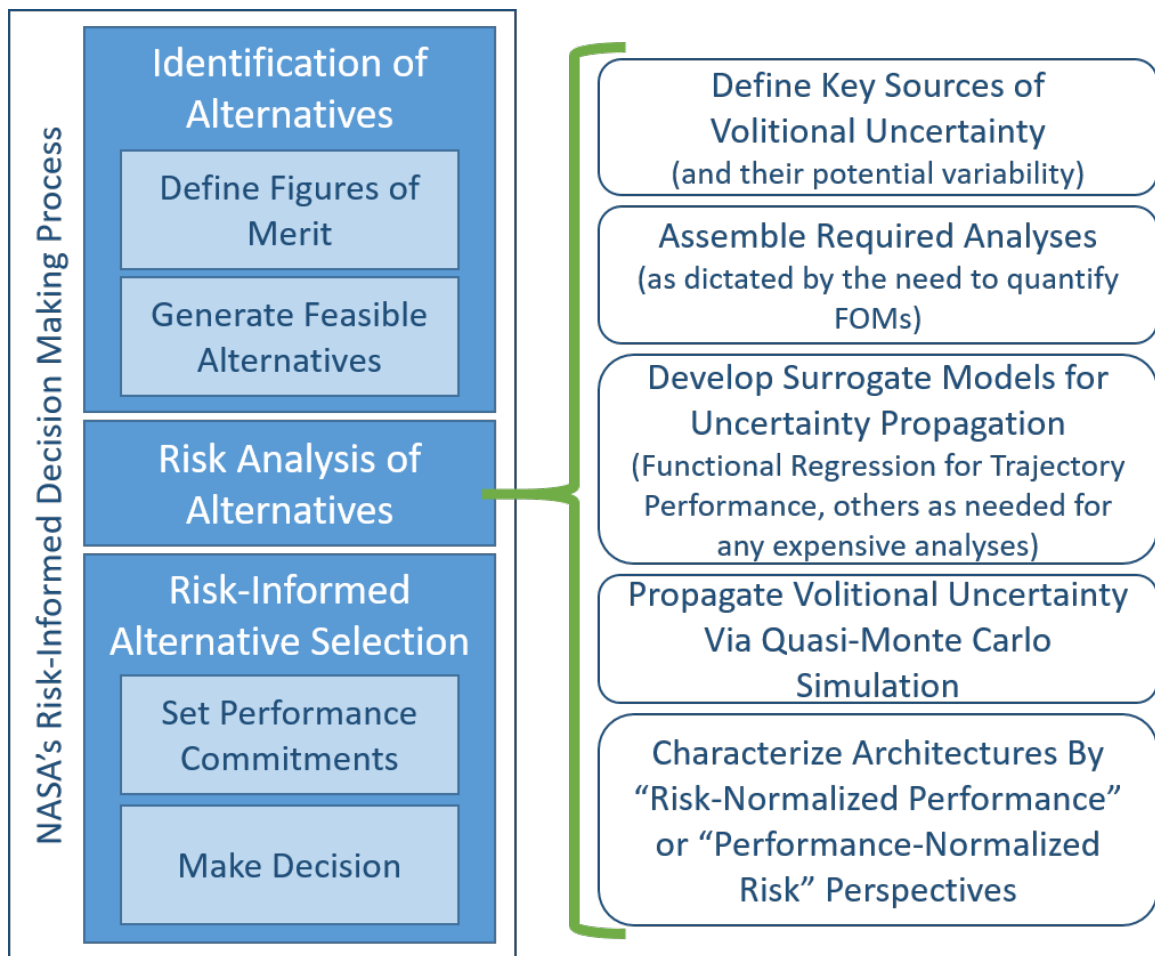 NASA's Risk-Informed Decision Making Process
Identification of
Alternatives
Define Figures of
Merit
Generate Feasible
Alternatives
Risk Analysis of
Alternatives
Risk-Informed
Alternative Selection
Set Performance
Commitments
Make Decision
Define Key Sources of
Volitional Uncertainty
(and their potential variability)
Assemble Required Analyses
(as dictated by the need to quantify
FOMs)
Develop Surrogate Models for
Uncertainty Propagation
(Functional Regression for Trajectory
Performance, others as needed for
any expensive analyses)
Propagate Volitional Uncertainty
Via Quasi-Monte Carlo
Simulation
Characterize Architectures By
“Risk-Normalized Performance”
or “Performance-Normalized
Risk” Perspectives